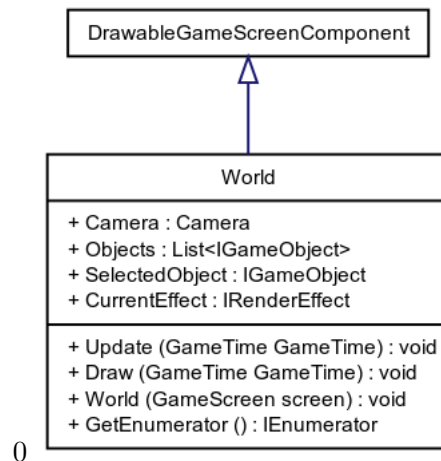 DrawableGameScreenComponent
World
+ Camera : Camera
+ Objects : List<IGameObject>
+ SelectedObject : IGameObject
+ CurrentEffect : IRenderEffect
+ Update (GameTime GameTime) : void
+ Draw (GameTime GameTime) : void
+ World (GameScreen screen) : void
+ GetEnumerator () : IEnumerator
0